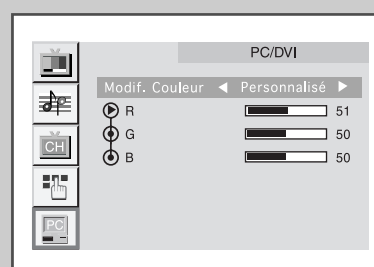 PC/DVI
Modif. Couleur ◀ Personnalisé ▶
R 51
G 50
CH
B 50
PC